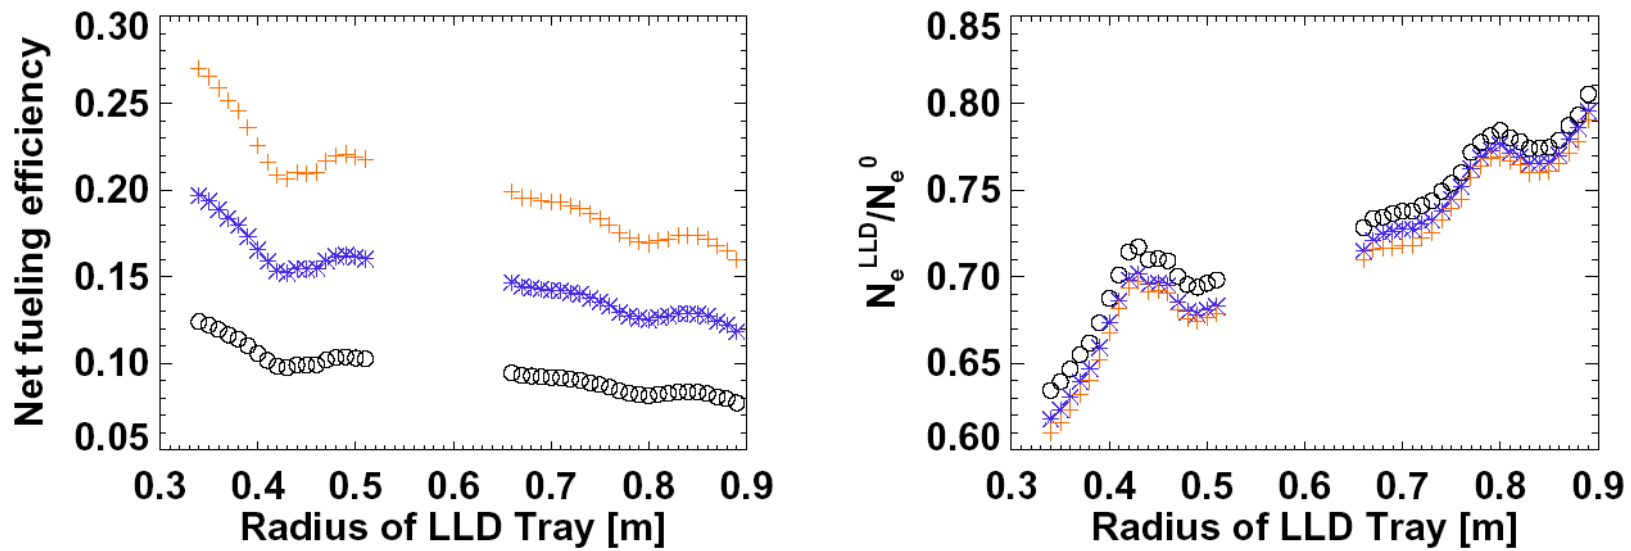 Net fueling efficiency
0.30
0.25
0.20
0.15
0.10
0.05
0.3 0.4 0.5 0.6 0.7 0.8 0.9
Radius of LLD Tray [m]
N_e^LLD/N_e^0
0.85
0.80
0.75
0.70
0.65
0.60
0.3 0.4 0.5 0.6 0.7 0.8 0.9
Radius of LLD Tray [m]